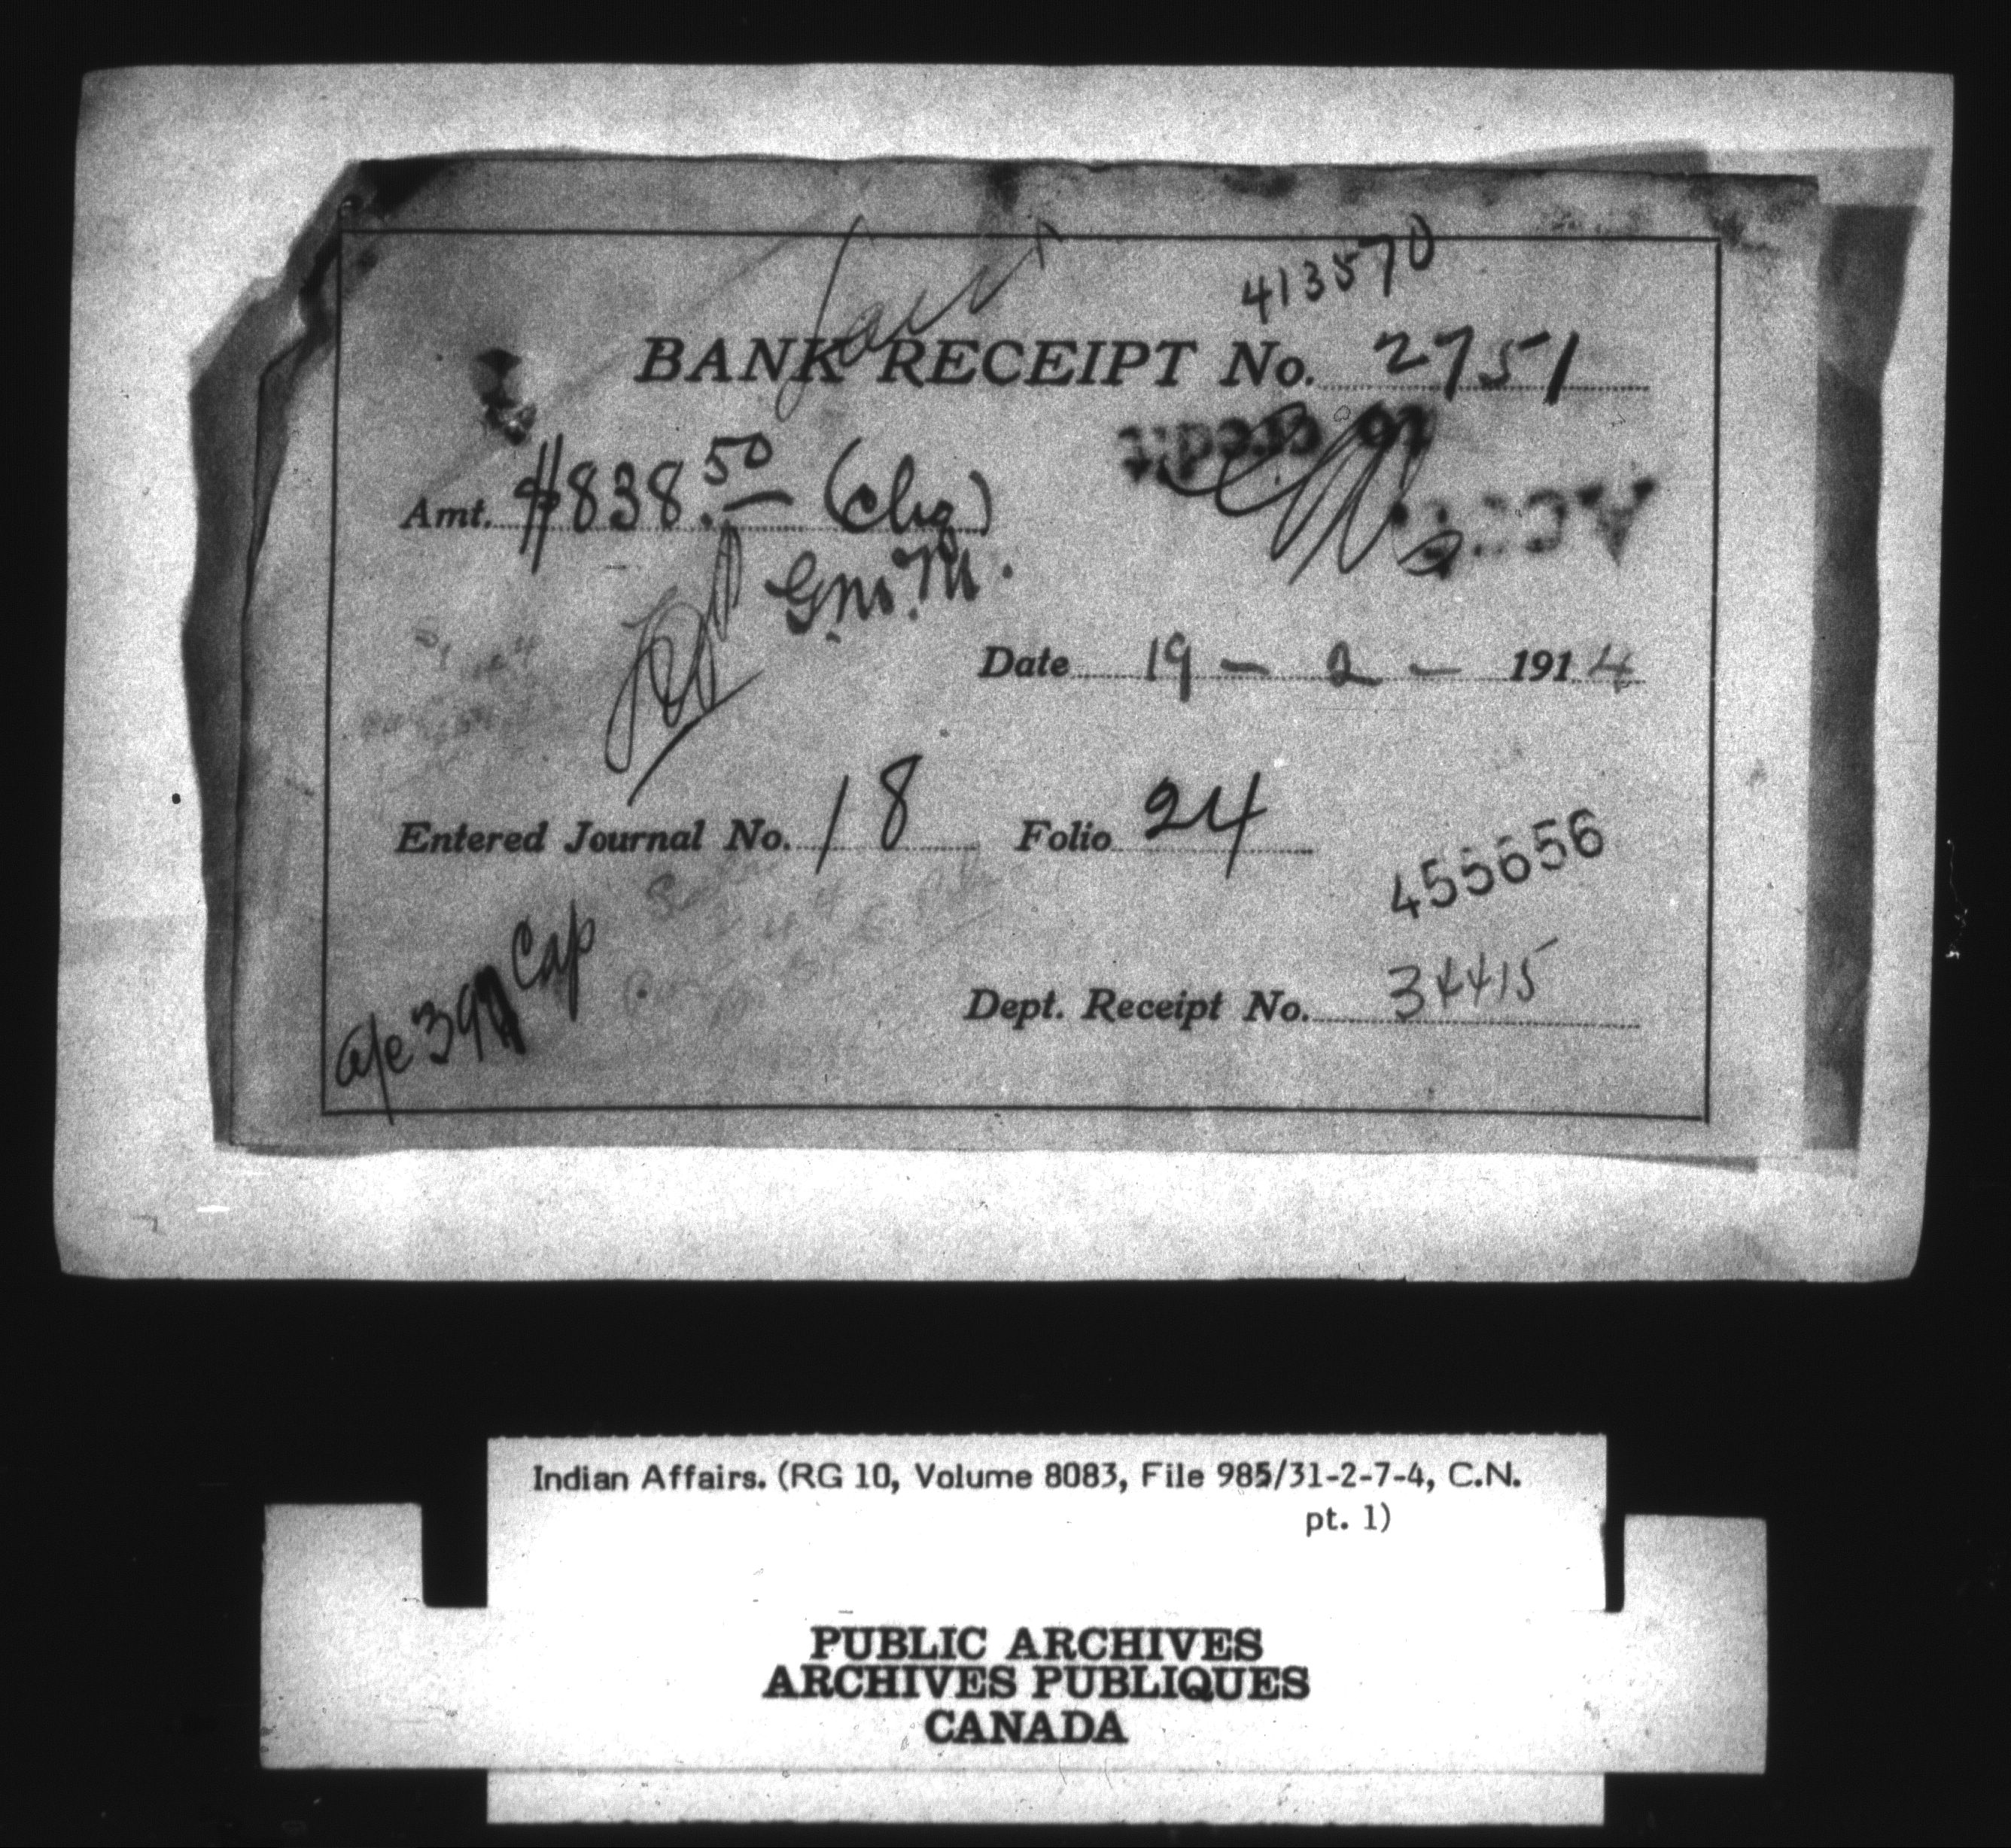 413570
BANK RECEIPT No. 2751
Amt. $838.50 (chq)
Date 19 - 2 - 1914
Entered Journal No. 18 Folio 24
455656
a/c 391 Cap
Dept. Receipt No. 34415
Indian Affairs. (RG 10, Volume 8083, File 985/31-2-7-4, C.N.
pt. 1)
PUBLIC ARCHIVES
ARCHIVES PUBLIQUES
CANADA